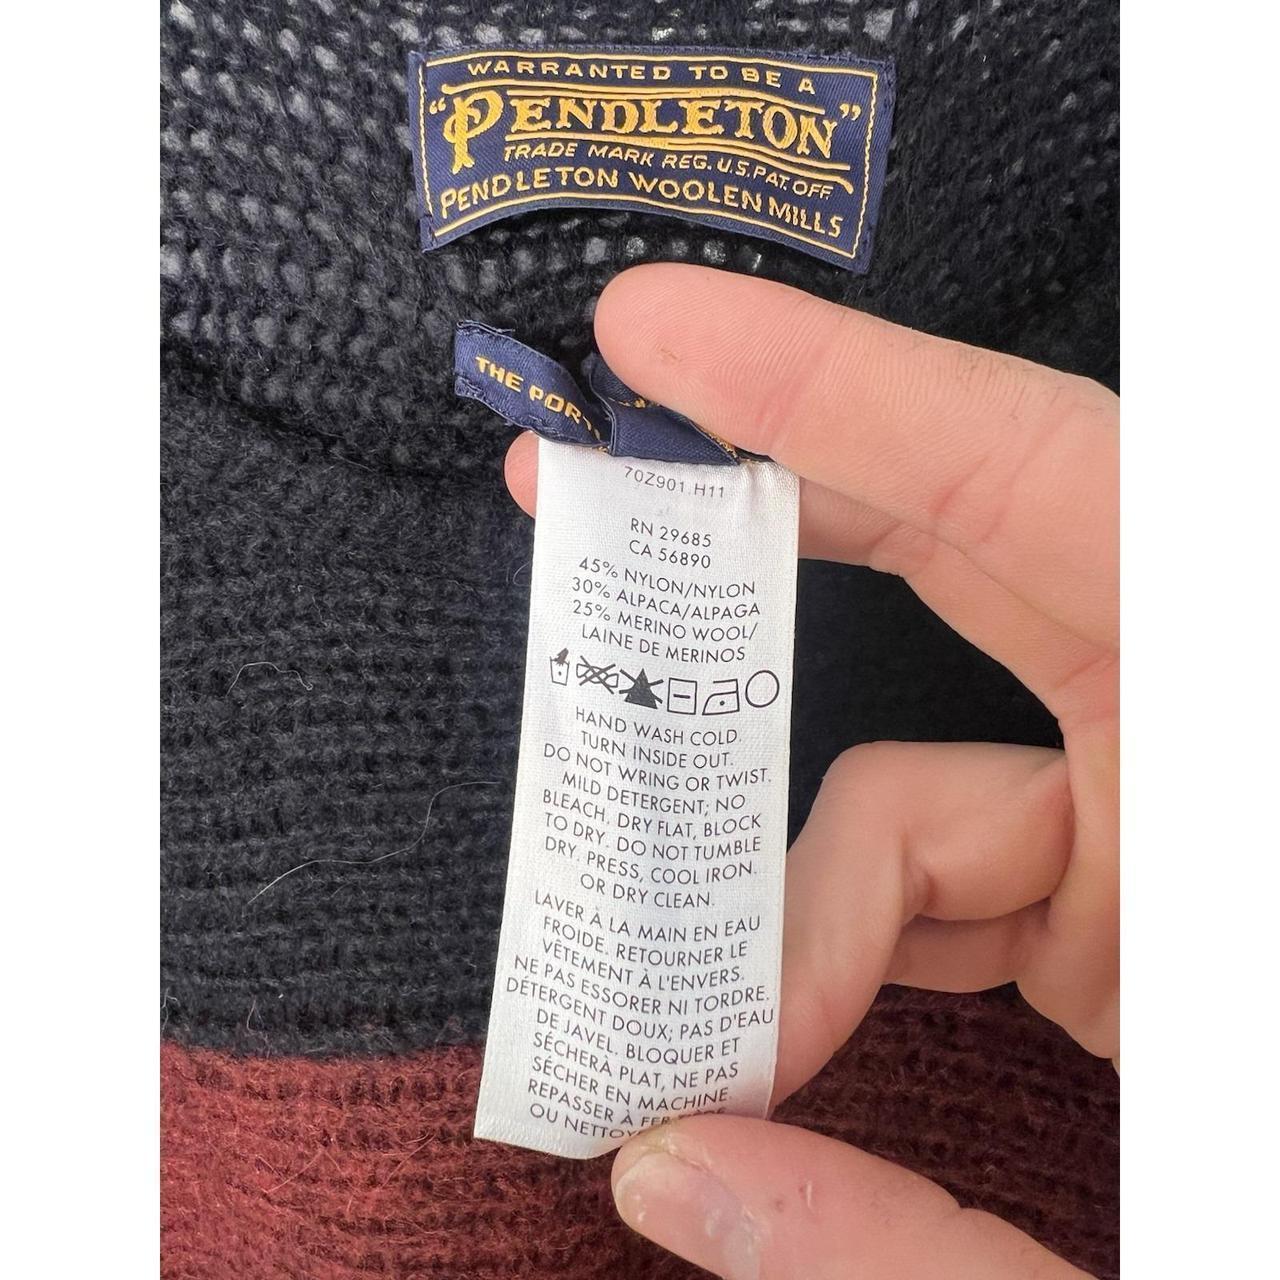 WARRANTED TO BE A
"PENDLETON"
TRADE MARK REG. U.S. PAT. OFF.
PENDLETON WOOLEN MILLS
THE
70Z901.H11
RN 29685
CA 56890
45% NYLON/NYLON
30% ALPACA/ALPAGA
25% MERINO WOOL/
LAINE DE MERINOS
HAND WASH COLD.
TURN INSIDE OUT.
DO NOT WRING OR TWIST.
MILD DETERGENT; NO
BLEACH. DRY FLAT, BLOCK
TO DRY. DO NOT TUMBLE
DRY. PRESS, COOL IRON.
OR DRY CLEAN.
LAVER À LA MAIN EN EAU
FROIDE. RETOURNER LE
VÊTEMENT À L'ENVERS.
NE PAS ESSORER NI TORDRE.
DÉTERGENT DOUX; PAS D'EAU
DE JAVEL. BLOQUER ET
SÉCHERÀ PLAT, NE PAS
SÉCHER EN MACHINE.
REPASSER À FER
OU